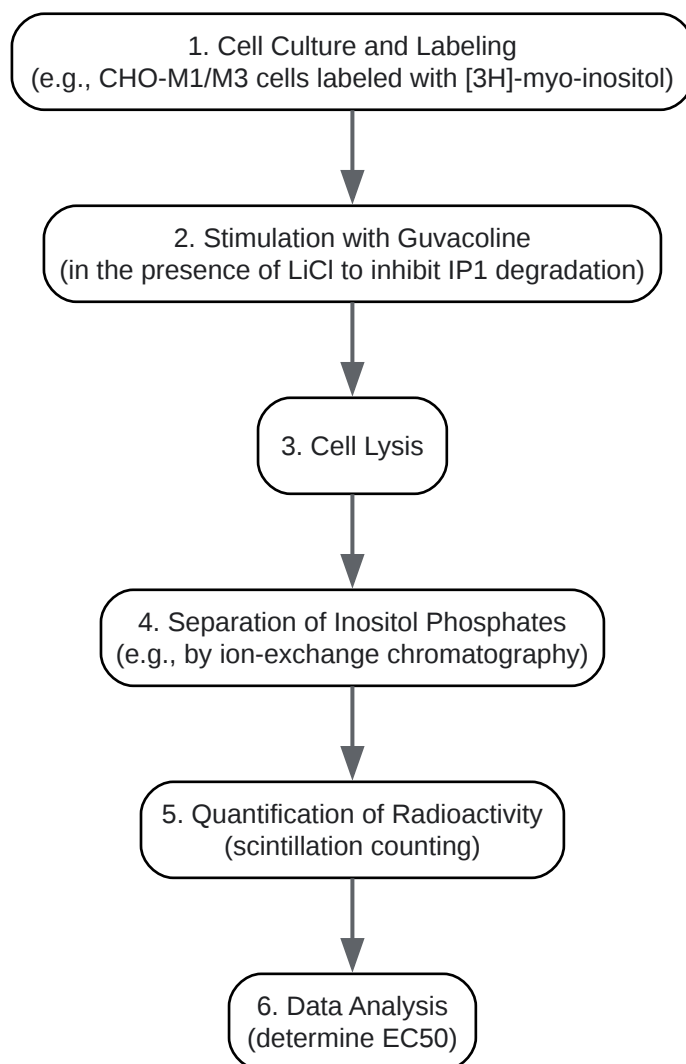 1. Cell Culture and Labeling
(e.g., CHO-M1/M3 cells labeled with [3H]-myo-inositol)
2. Stimulation with Guvacoline
(in the presence of LiCl to inhibit IP1 degradation)
3. Cell Lysis
4. Separation of Inositol Phosphates
(e.g., by ion-exchange chromatography)
5. Quantification of Radioactivity
(scintillation counting)
6. Data Analysis
(determine EC50)